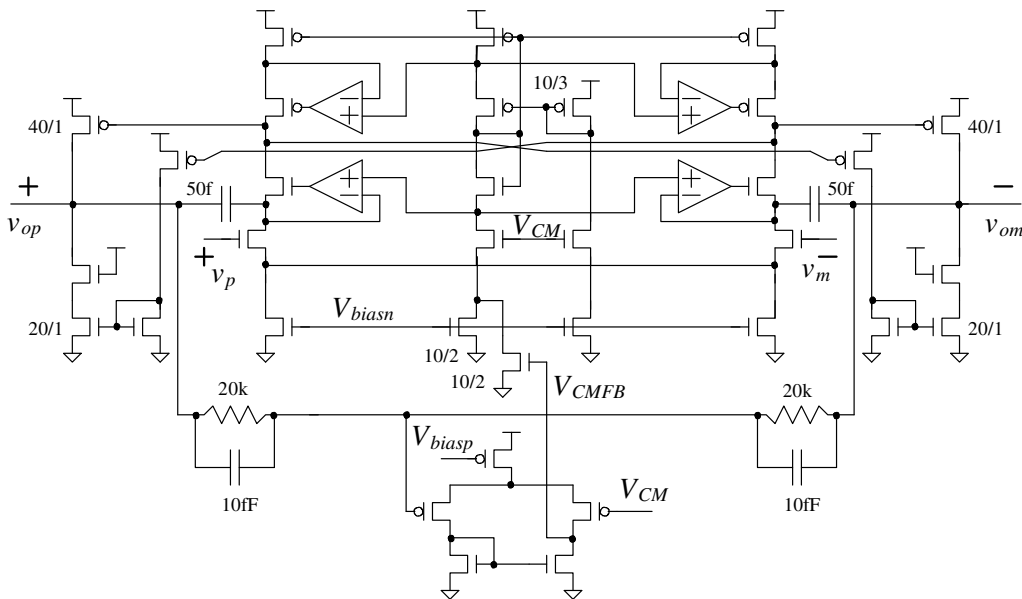 10/3
40/1
40/1
+
−
+
−
+
−
50f
+
−
+
−
50f
+
−
v_op
V_CM
v_om
+
v_p
v_m
−
20/1
V_biasn
20/1
10/2
10/2
V_CMFB
20k
20k
V_biasp
10fF
V_CM
10fF